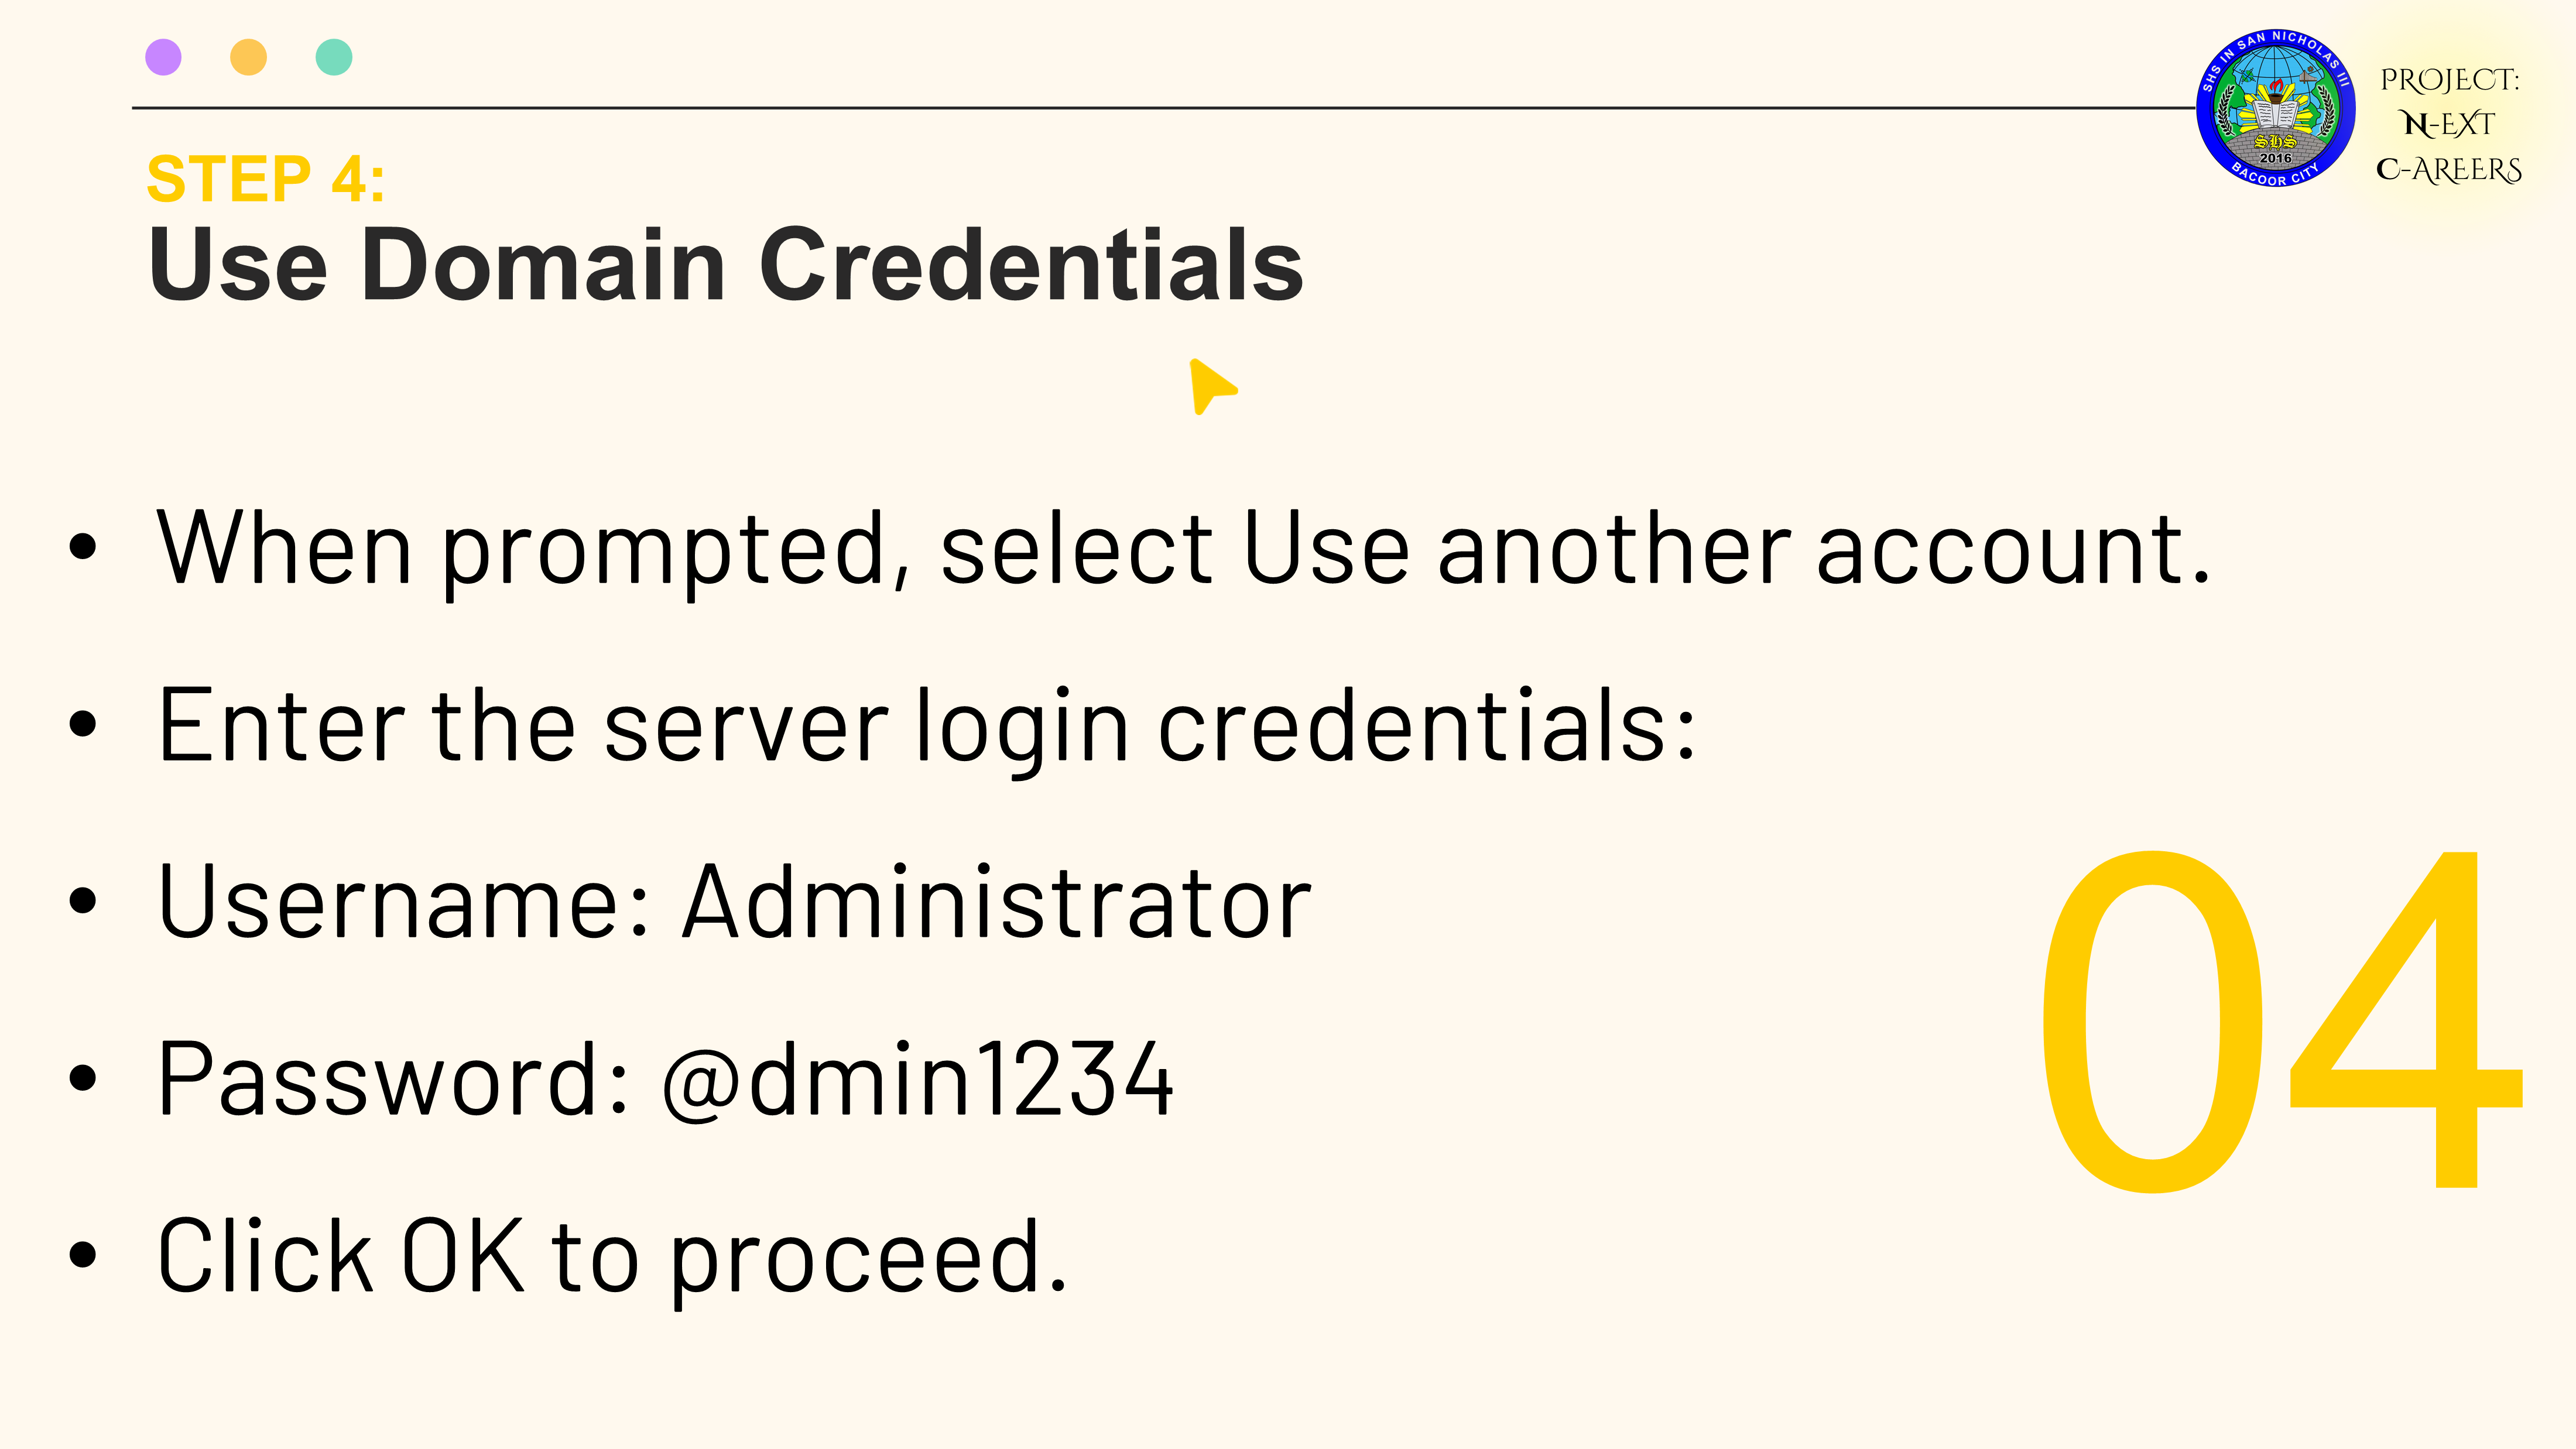 SHS IN SAN NICHOLAS III
SHS
2016
BACOOR CITY
PROJECT:
N-EXT
C-AREERS
STEP 4:
Use Domain Credentials
• When prompted, select Use another account.
• Enter the server login credentials:
• Username: Administrator
• Password: @dmin1234
• Click OK to proceed.
04